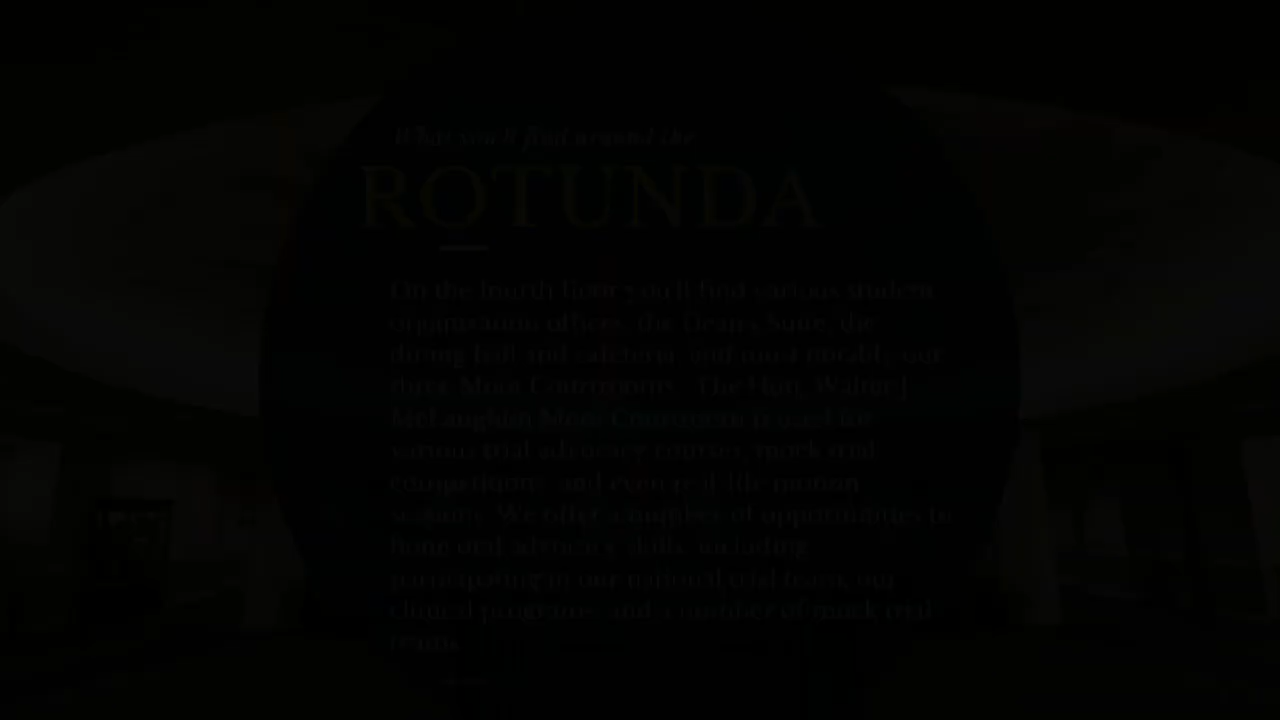 What you'll find around the
ROTUNDA
On the fourth floor you'll find various student
organization offices, the Dean's Suite, the
dining hall and cafeteria, and most notably, our
three Moot Courtrooms. The Hon. Walter J.
McLaughlin Moot Courtroom is used for
various trial advocacy courses, mock trial
competitions, and even real-life motion
sessions. We offer a number of opportunities to
hone oral advocacy skills, including
participating in our national trial team, our
clinical programs and a number of mock trial
teams.